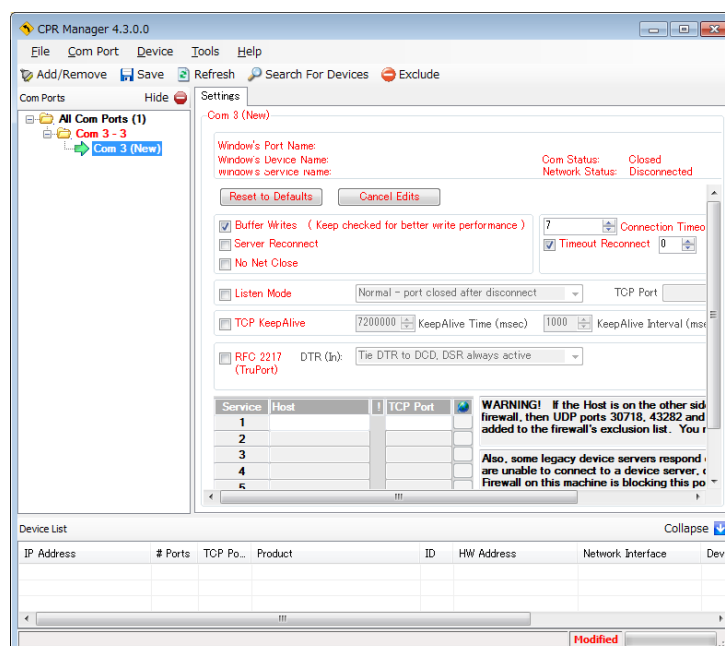 CPR Manager 4.3.0.0
File Com Port Device Tools Help
Add/Remove Save Refresh Search For Devices Exclude
Com Ports Hide
All Com Ports (1)
Com 3 - 3
Com 3 (New)
Settings
Com 3 (New)
Window's Port Name:
Window's Device Name:
Window's Service Name:
Com Status: Closed
Network Status: Disconnected
Reset to Defaults Cancel Edits
Buffer Writes ( Keep checked for better write performance )
Server Reconnect
No Net Close
7 Connection Timeo
Timeout Reconnect 0
Listen Mode Normal - port closed after disconnect TCP Port
TCP KeepAlive 7200000 KeepAlive Time (msec) 1000 KeepAlive Interval (mse
RFC 2217 DTR (In): Tie DTR to DCD, DSR always active
(TruPort)
Service Host ! TCP Port
1
2
3
4
5
WARNING! If the Host is on the other sid
firewall, then UDP ports 30718, 43282 and
added to the firewall's exclusion list. You
Also, some legacy device servers respond
are unable to connect to a device server,
Firewall on this machine is blocking this po
Device List Collapse
IP Address # Ports TCP Po... Product ID HW Address Network Interface Dev
Modified